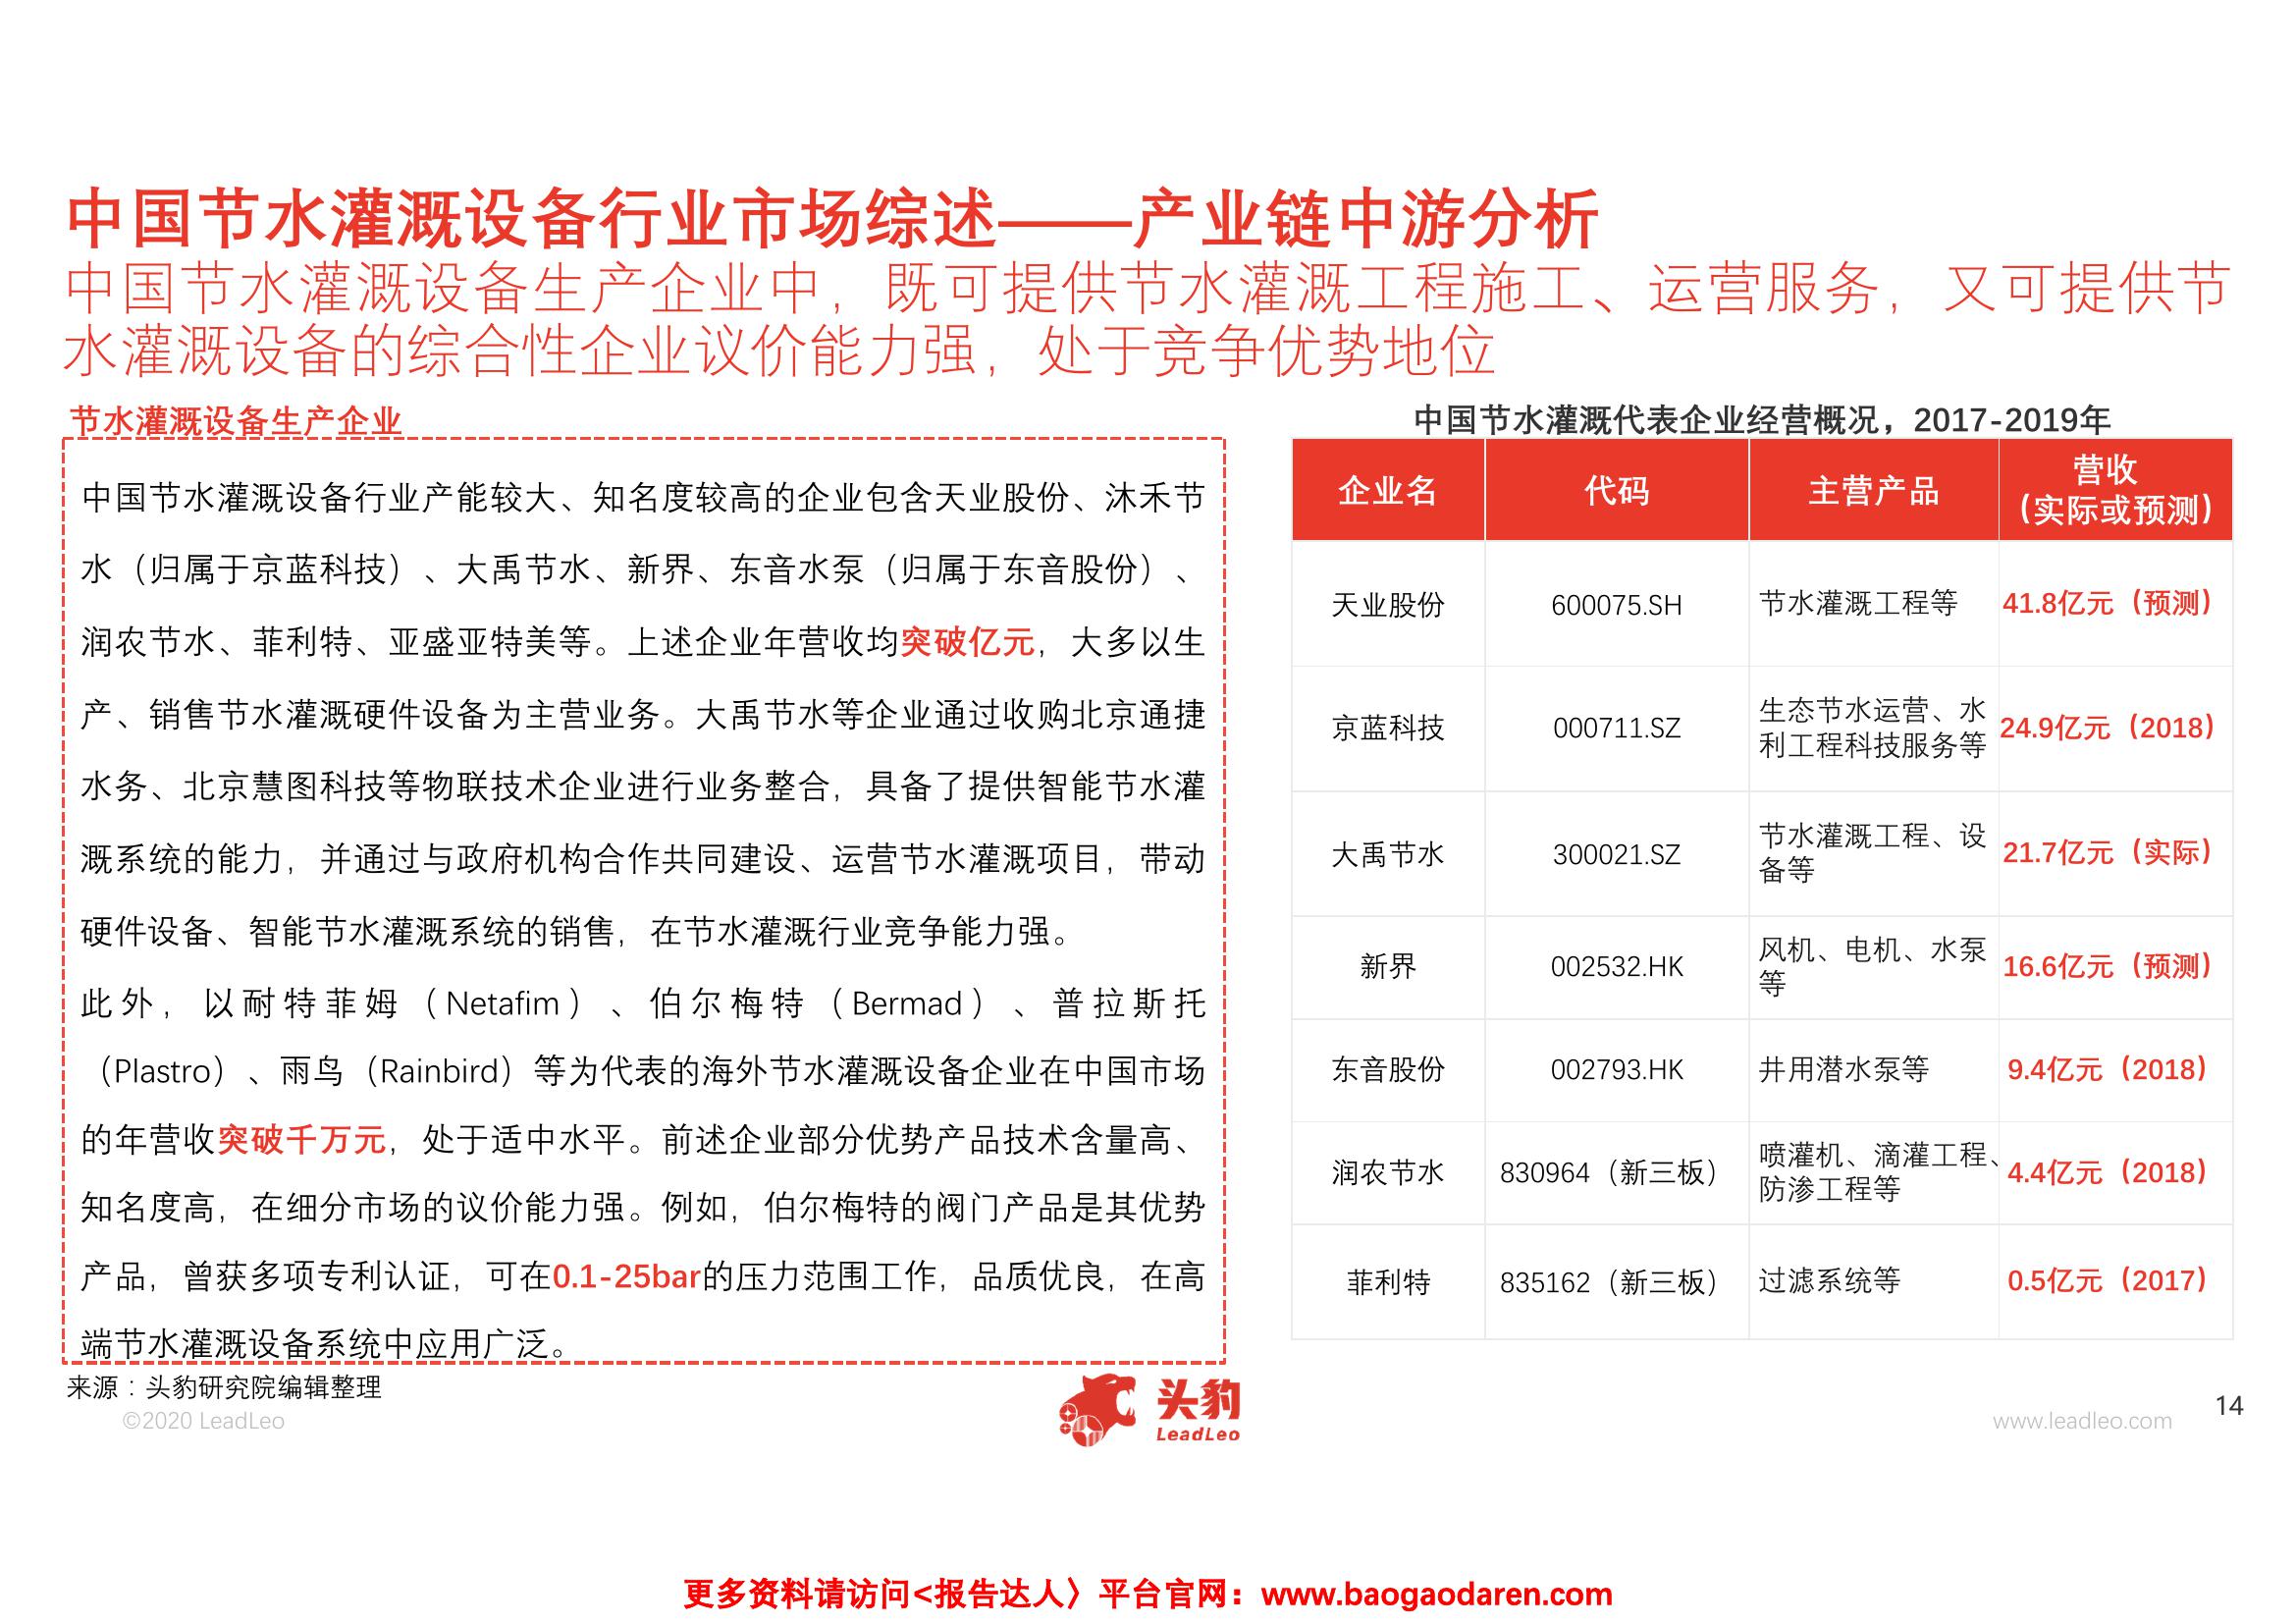 中国节水灌溉设备行业市场综述——产业链中游分析
中国节水灌溉设备生产企业中，既可提供节水灌溉工程施工、运营服务，又可提供节
水灌溉设备的综合性企业议价能力强，处于竞争优势地位
节水灌溉设备生产企业
中国节水灌溉设备行业产能较大、知名度较高的企业包含天业股份、沐禾节
水（归属于京蓝科技）、大禹节水、新界、东音水泵（归属于东音股份）、
润农节水、菲利特、亚盛亚特美等。上述企业年营收均突破亿元，大多以生
产、销售节水灌溉硬件设备为主营业务。大禹节水等企业通过收购北京通捷
水务、北京慧图科技等物联技术企业进行业务整合，具备了提供智能节水灌
溉系统的能力，并通过与政府机构合作共同建设、运营节水灌溉项目，带动
硬件设备、智能节水灌溉系统的销售，在节水灌溉行业竞争能力强。
此外，以耐特菲姆（Netafim）、伯尔梅特（Bermad）、普拉斯托
（Plastro）、雨鸟（Rainbird）等为代表的海外节水灌溉设备企业在中国市场
的年营收突破千万元，处于适中水平。前述企业部分优势产品技术含量高、
知名度高，在细分市场的议价能力强。例如，伯尔梅特的阀门产品是其优势
产品，曾获多项专利认证，可在0.1-25bar的压力范围工作，品质优良，在高
端节水灌溉设备系统中应用广泛。
中国节水灌溉代表企业经营概况，2017-2019年
企业名 代码 主营产品 营收
（实际或预测）
天业股份 600075.SH 节水灌溉工程等 41.8亿元（预测）
京蓝科技 000711.SZ 生态节水运营、水 24.9亿元（2018）
利工程科技服务等
大禹节水 300021.SZ 节水灌溉工程、设 21.7亿元（实际）
备等
新界 002532.HK 风机、电机、水泵 16.6亿元（预测）
等
东音股份 002793.HK 井用潜水泵等 9.4亿元（2018）
润农节水 830964（新三板） 喷灌机、滴灌工程、 4.4亿元（2018）
防渗工程等
菲利特 835162（新三板） 过滤系统等 0.5亿元（2017）
来源：头豹研究院编辑整理
©2020 LeadLeo
头豹
LeadLeo
www.leadleo.com
14
更多资料请访问<报告达人〉平台官网：www.baogaodaren.com